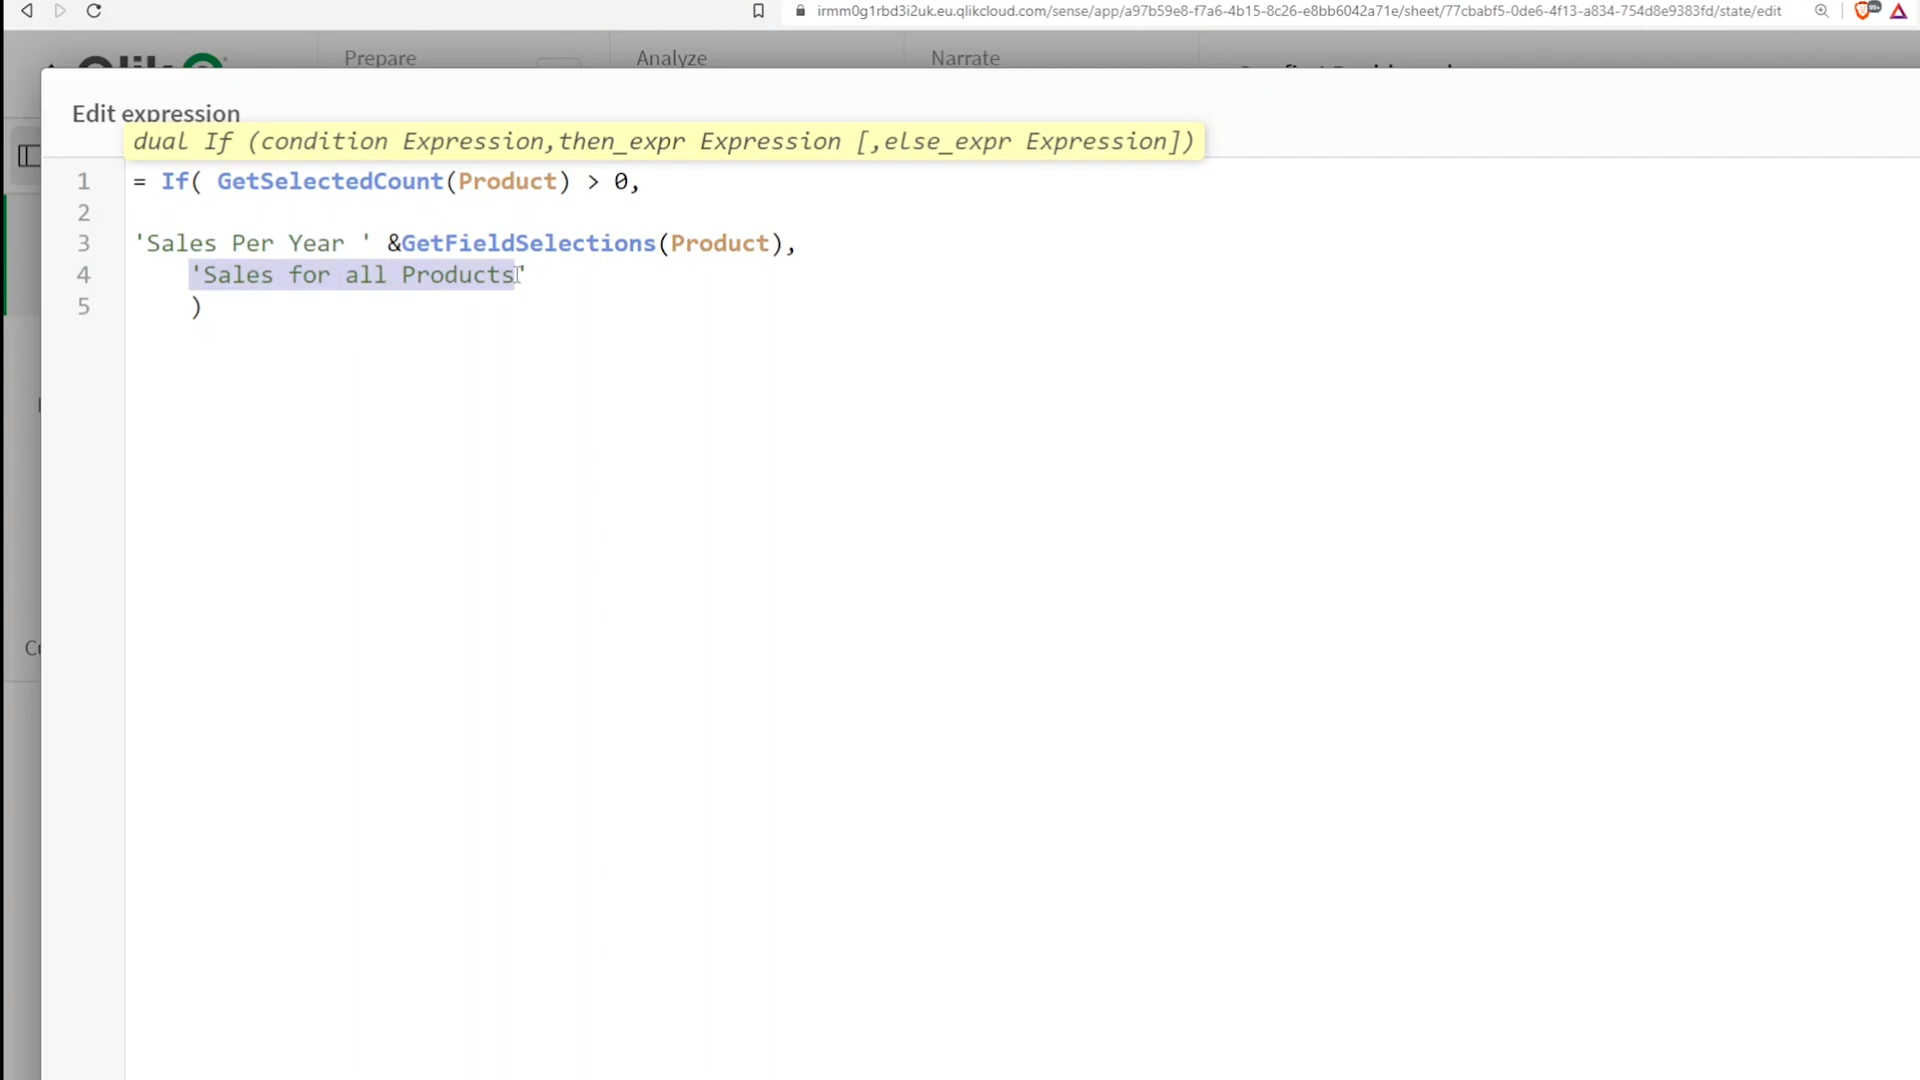 irmm0g1rbd3i2uk.eu.qlikcloud.com/sense/app/a97b59e8-f7a6-4b15-8c26-e8bb6042a71e/sheet/77cbabf5-0de6-4f13-a834-754d8e9383fd/state/edit
99+
Qlik
Prepare
Analyze
Narrate
Edit expression
dual If (condition Expression,then_expr Expression [,else_expr Expression])
1 = If( GetSelectedCount(Product) > 0,
2
3 'Sales Per Year ' &GetFieldSelections(Product),
4 'Sales for all Products'
5 )